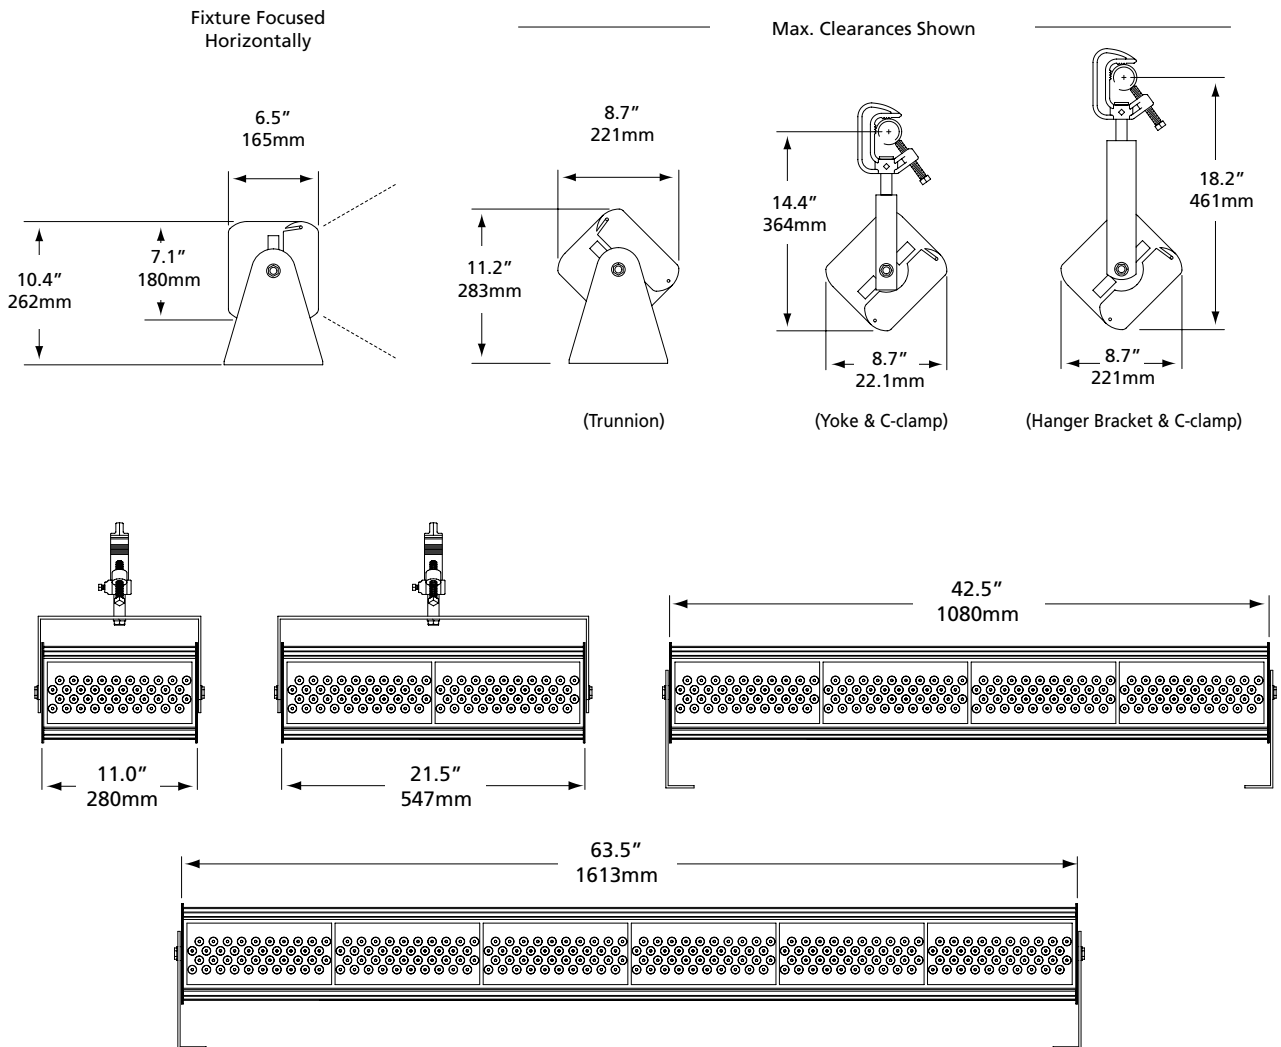 Fixture Focused
Horizontally
Max. Clearances Shown
6.5”
165mm
8.7”
221mm
10.4”
262mm
7.1”
180mm
11.2”
283mm
14.4”
364mm
18.2”
461mm
8.7”
22.1mm
8.7”
221mm
(Trunnion)
(Yoke & C-clamp)
(Hanger Bracket & C-clamp)
42.5”
1080mm
11.0”
280mm
21.5”
547mm
63.5”
1613mm